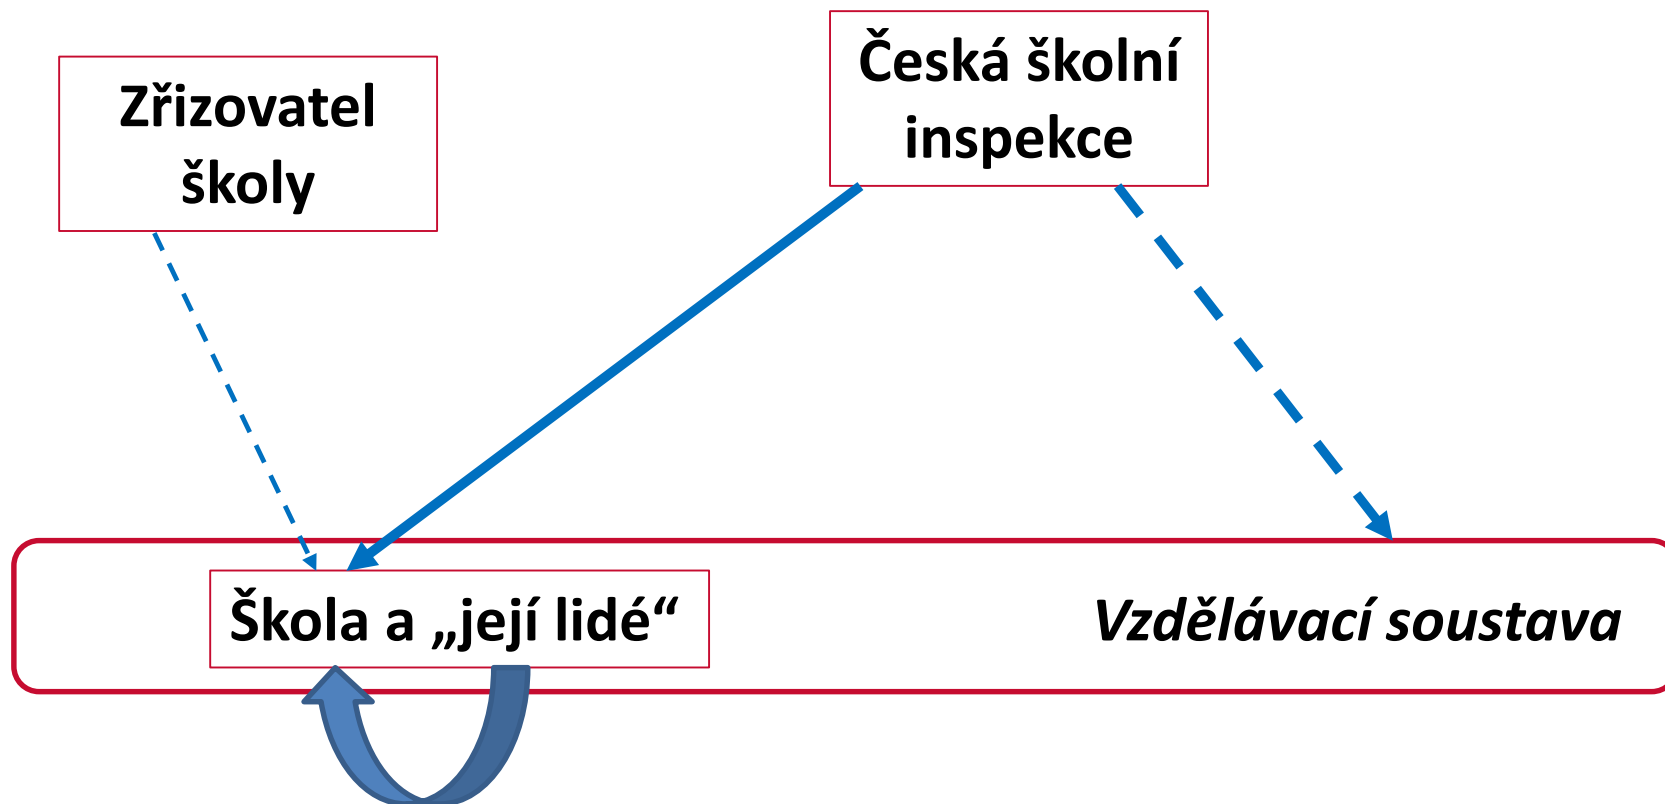 Zřizovatel
školy
Česká školní
inspekce
Škola a „její lidé“
Vzdělávací soustava